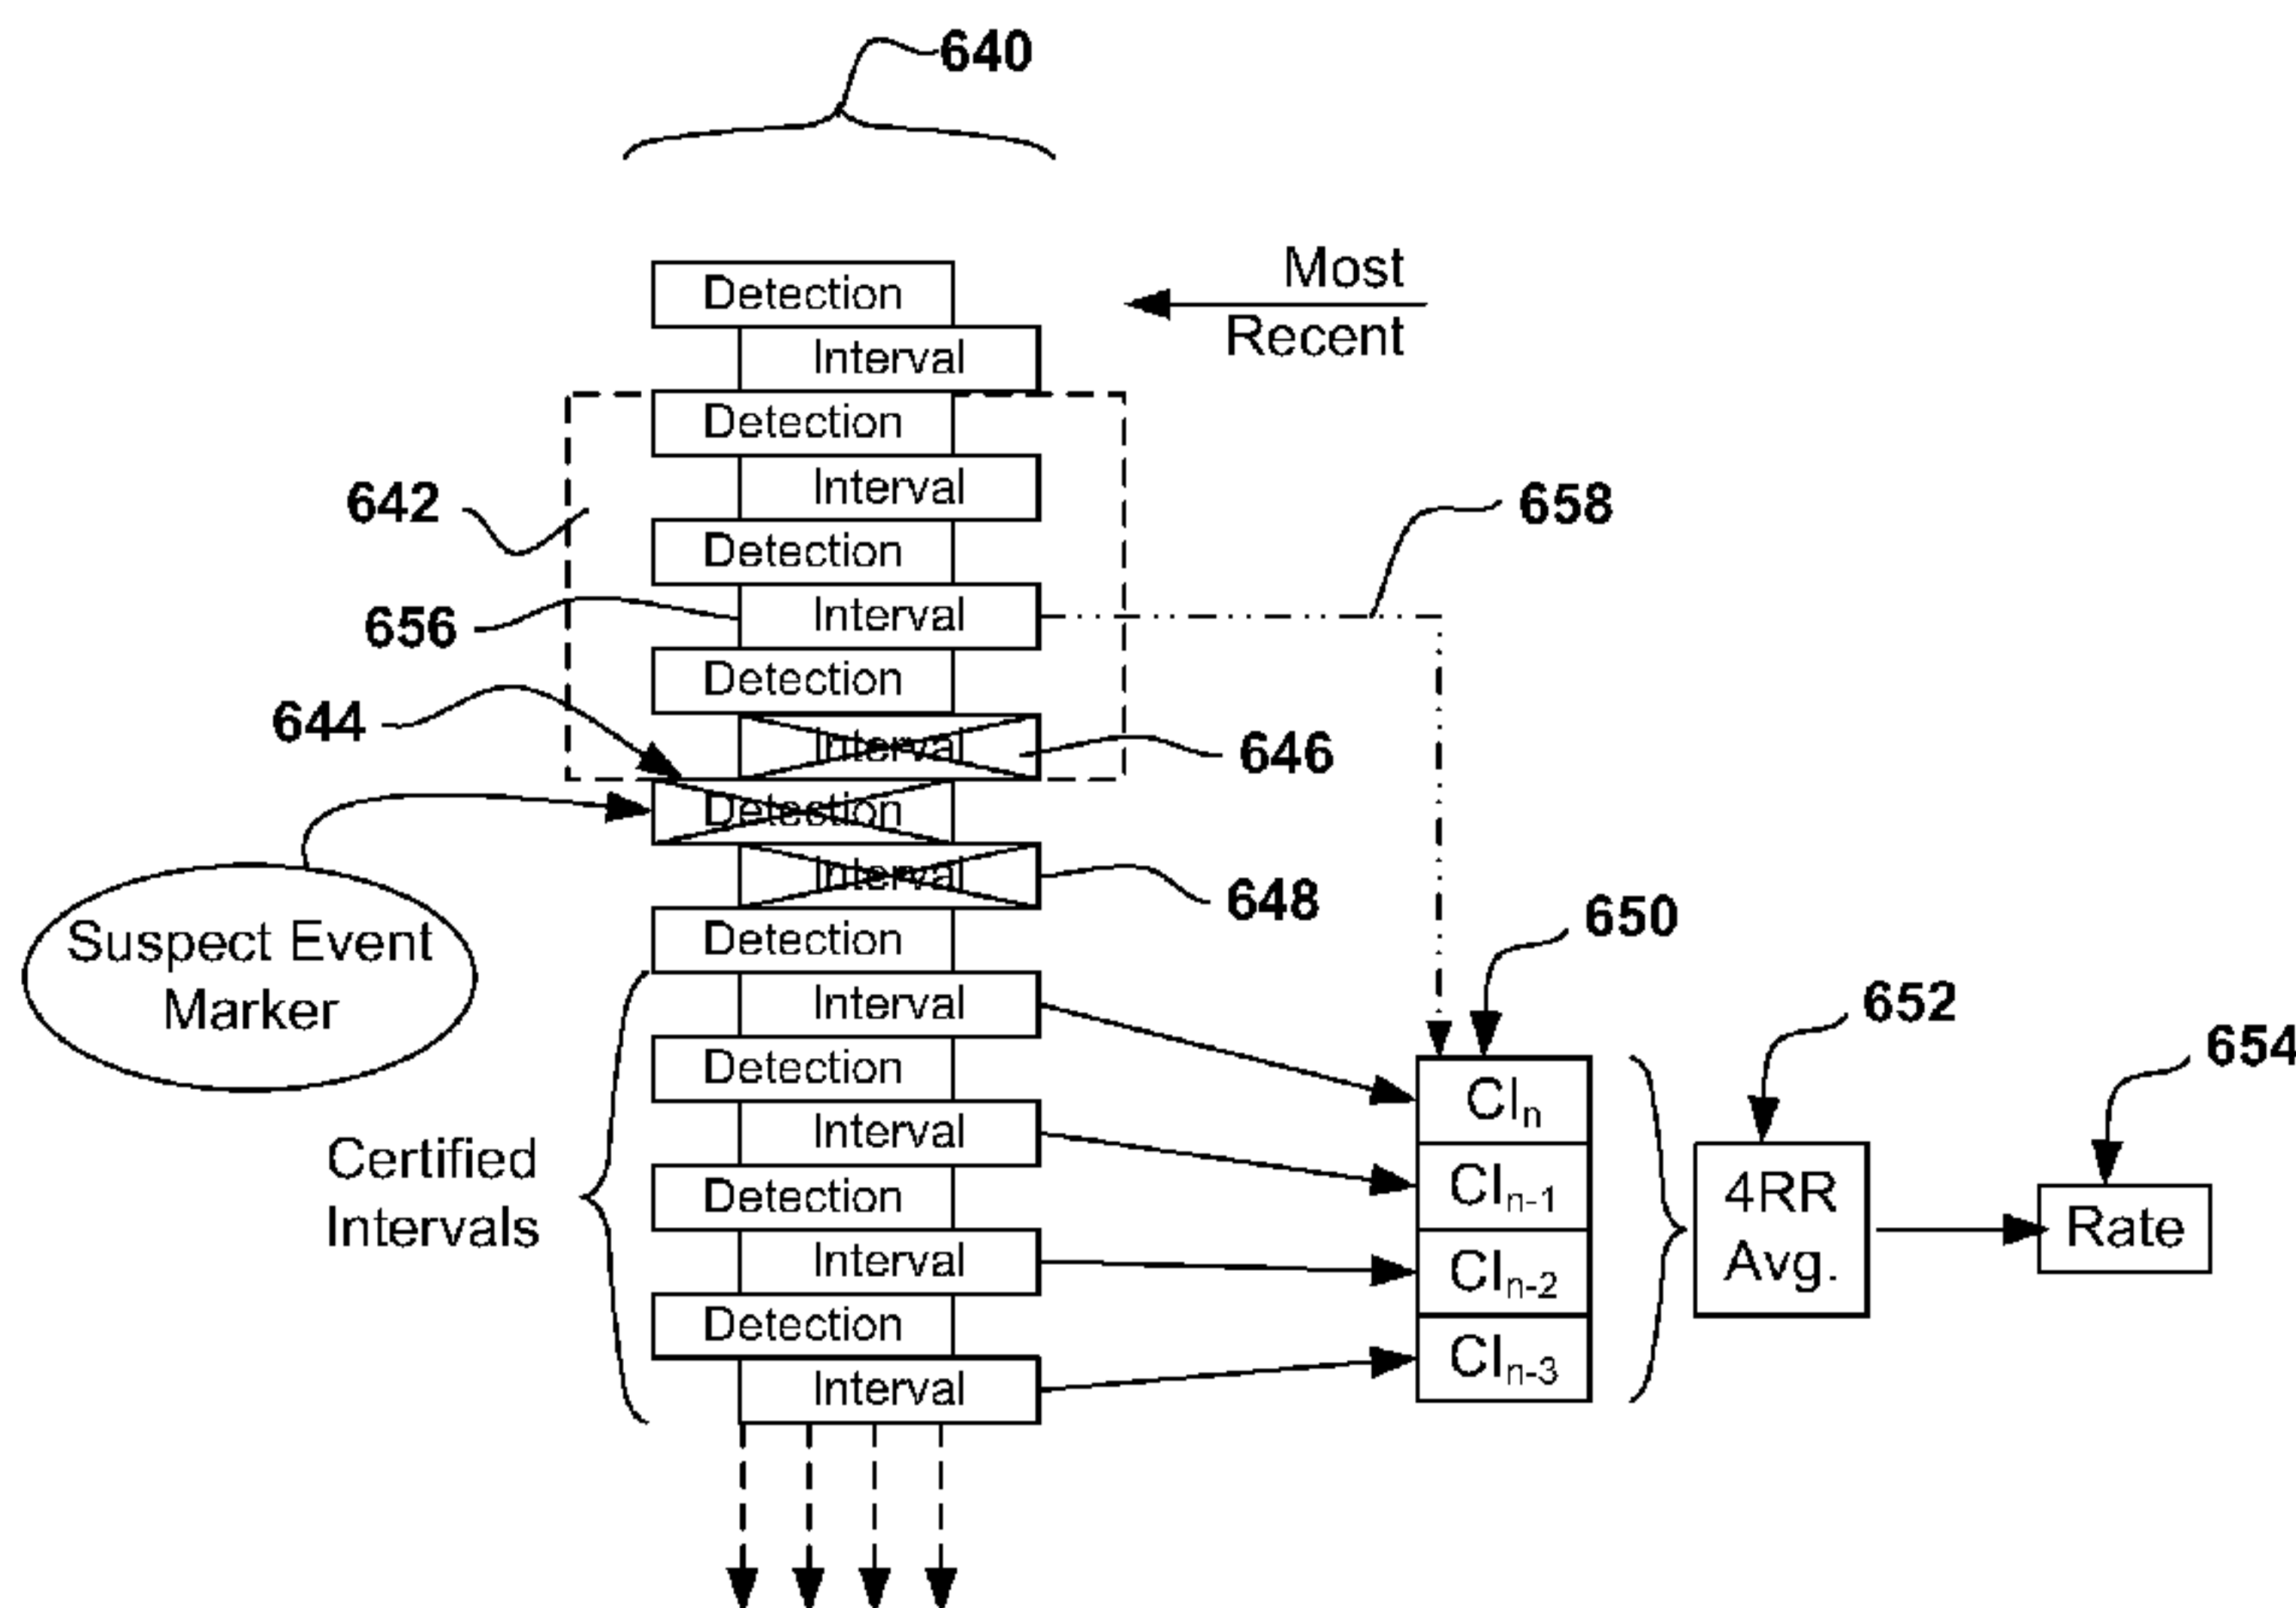 640
Most
Recent
Detection
Interval
Detection
Interval
642
658
Detection
Interval
656
Detection
644
Interval
646
Detection
Interval
648
Suspect Event
Marker
Detection
650
Interval
652
654
Detection
CIn
Interval
Certified
Intervals
CIn-1
4RR
Avg.
Rate
Detection
Interval
CIn-2
Detection
CIn-3
Interval